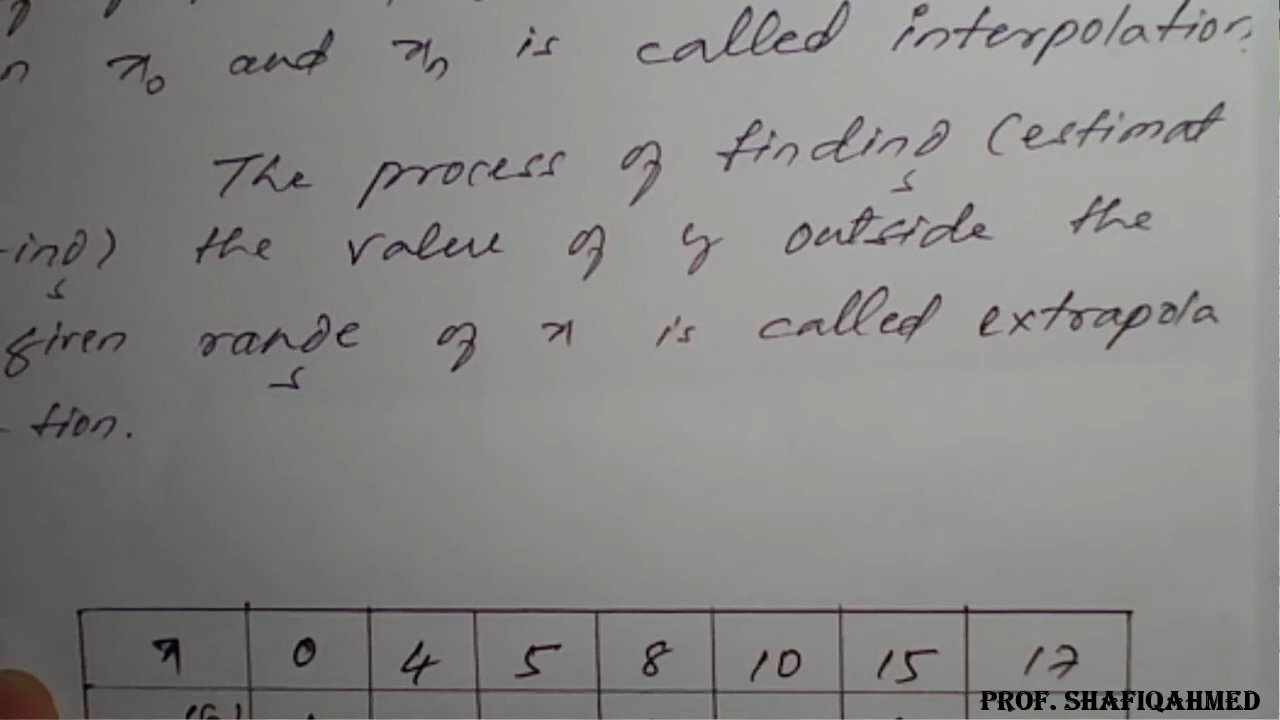 n x₀ and xₙ is called interpolation.
The process of finding (estimat
-ing) the value of y outside the
given range of x is called extrapola
- tion.
x 0 4 5 8 10 15 17
PROF. SHAFIQAHMED